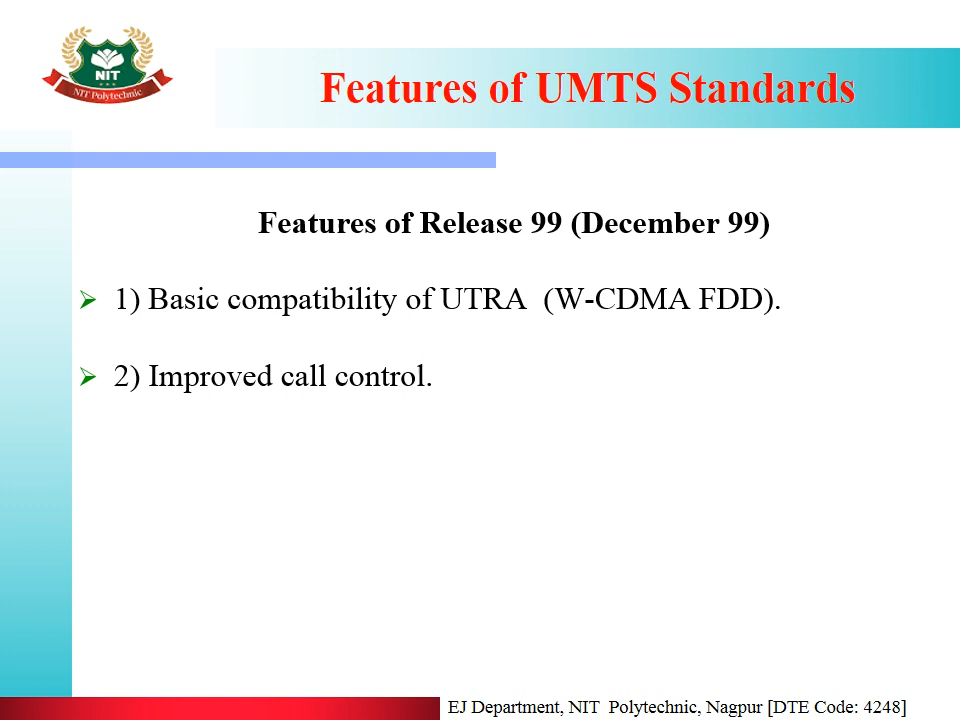 NIT
NIT Polytechnic
Features of UMTS Standards
Features of Release 99 (December 99)
1) Basic compatibility of UTRA (W-CDMA FDD).
2) Improved call control.
EJ Department, NIT Polytechnic, Nagpur [DTE Code: 4248]